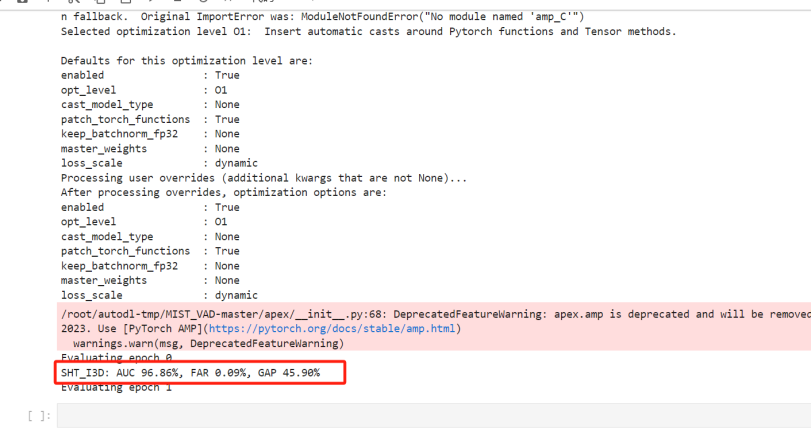 n fallback.  Original ImportError was: ModuleNotFoundError("No module named 'amp_C'")
Selected optimization level O1:  Insert automatic casts around Pytorch functions and Tensor methods.

Defaults for this optimization level are:
enabled                : True
opt_level              : O1
cast_model_type        : None
patch_torch_functions  : True
keep_batchnorm_fp32    : None
master_weights         : None
loss_scale             : dynamic
Processing user overrides (additional kwargs that are not None)...
After processing overrides, optimization options are:
enabled                : True
opt_level              : O1
cast_model_type        : None
patch_torch_functions  : True
keep_batchnorm_fp32    : None
master_weights         : None
loss_scale             : dynamic
/root/autodl-tmp/MIST_VAD-master/apex/__init__.py:68: DeprecatedFeatureWarning: apex.amp is deprecated and will be removed
2023. Use [PyTorch AMP](https://pytorch.org/docs/stable/amp.html)
  warnings.warn(msg, DeprecatedFeatureWarning)
Evaluating epoch 0
SHT_I3D: AUC 96.86%, FAR 0.09%, GAP 45.90%
Evaluating epoch 1
[ ]: